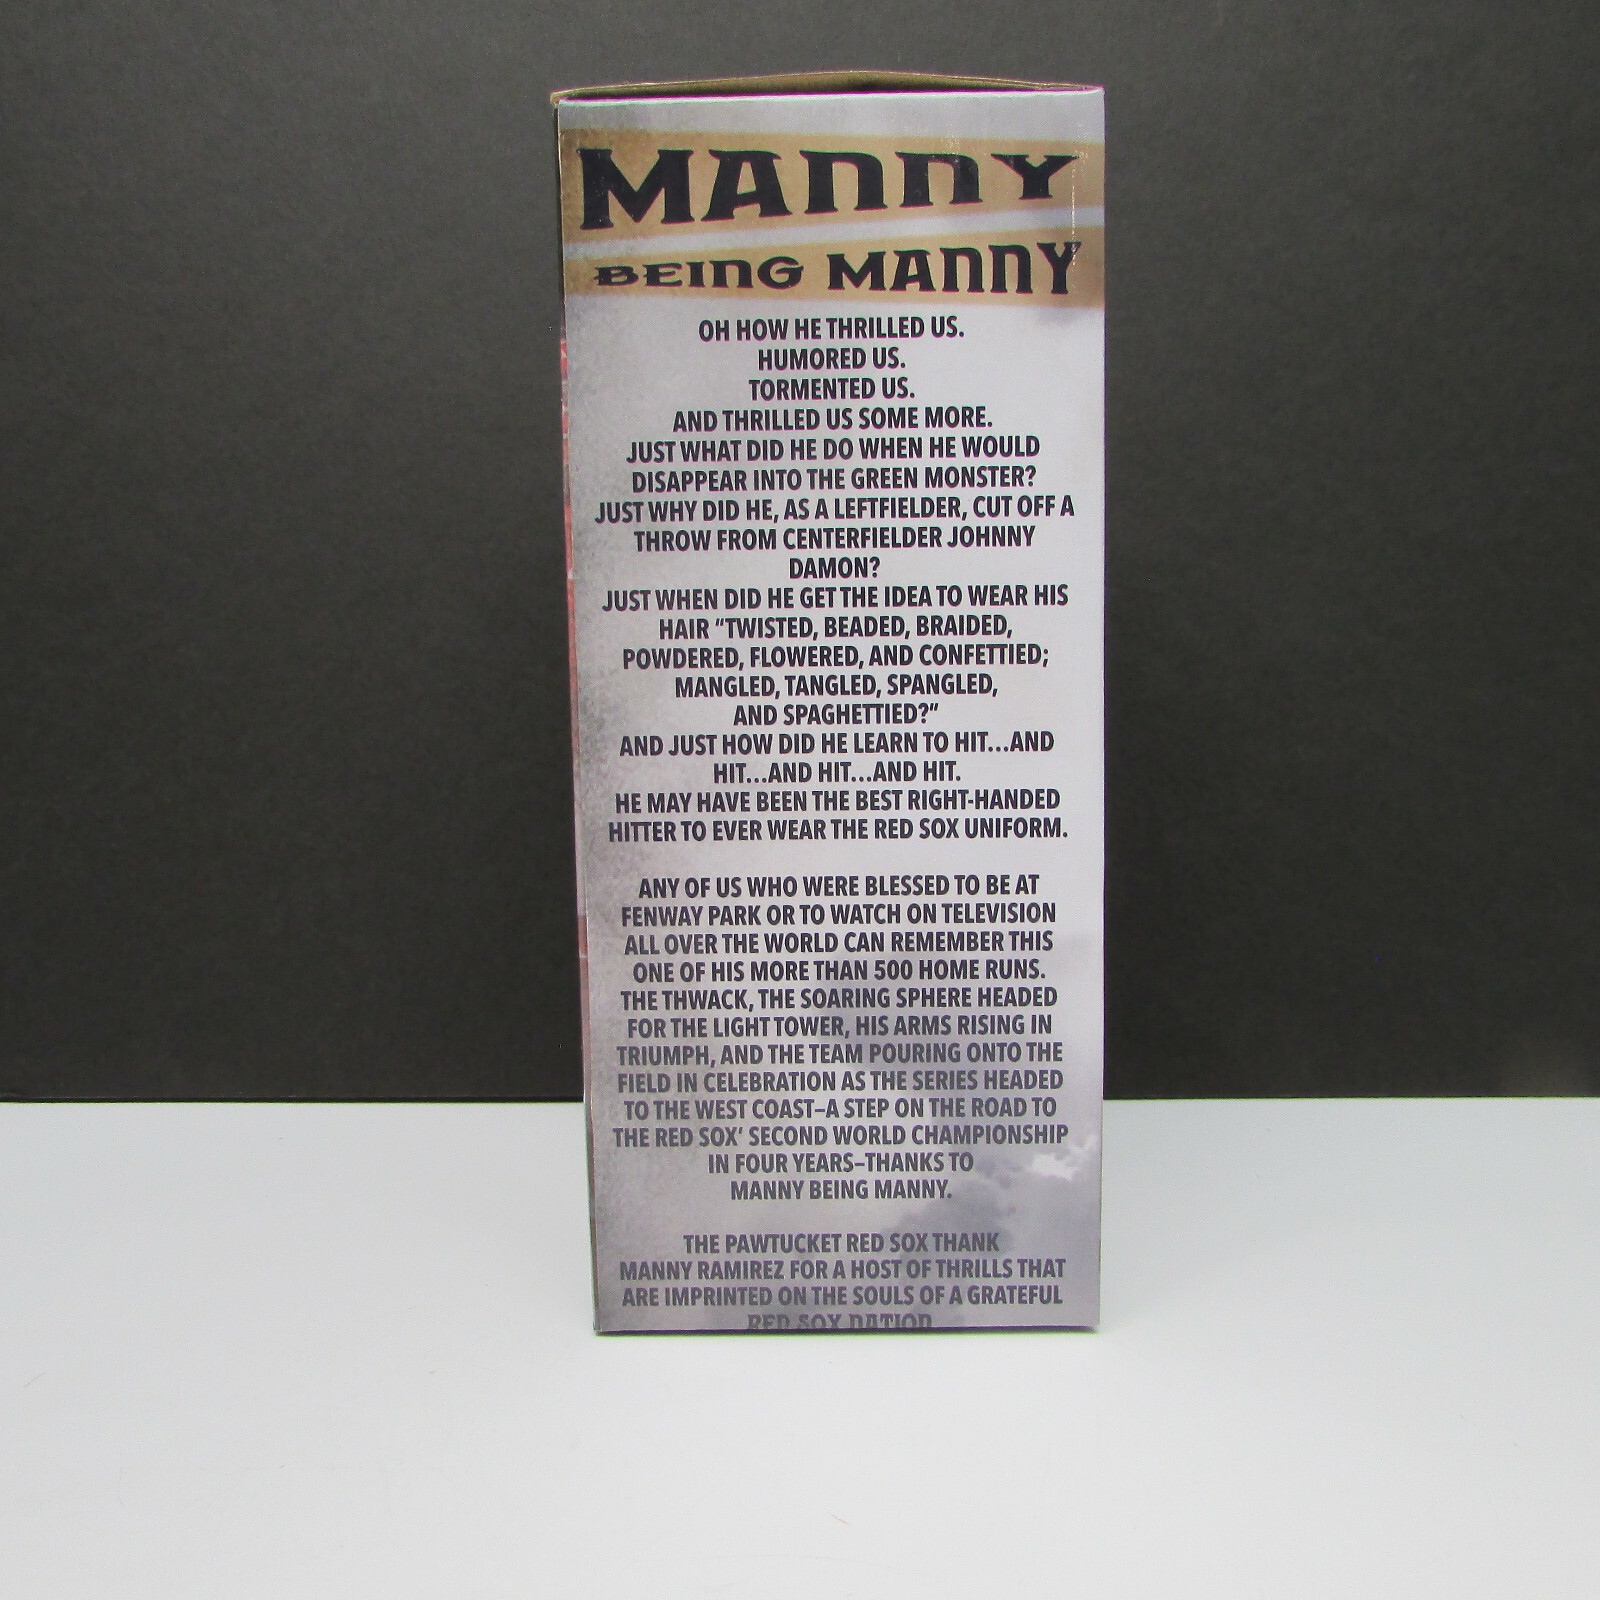 MANNY
BEING MANNY
OH HOW HE THRILLED US.
HUMORED US.
TORMENTED US.
AND THRILLED US SOME MORE.
JUST WHAT DID HE DO WHEN HE WOULD
DISAPPEAR INTO THE GREEN MONSTER?
JUST WHY DID HE, AS A LEFTFIELDER, CUT OFF A
THROW FROM CENTERFIELDER JOHNNY
DAMON?
JUST WHEN DID HE GET THE IDEA TO WEAR HIS
HAIR “TWISTED, BEADED, BRAIDED,
POWDERED, FLOWERED, AND CONFETTIED;
MANGLED, TANGLED, SPANGLED,
AND SPAGHETTIED?”
AND JUST HOW DID HE LEARN TO HIT...AND
HIT...AND HIT...AND HIT.
HE MAY HAVE BEEN THE BEST RIGHT-HANDED
HITTER TO EVER WEAR THE RED SOX UNIFORM.
ANY OF US WHO WERE BLESSED TO BE AT
FENWAY PARK OR TO WATCH ON TELEVISION
ALL OVER THE WORLD CAN REMEMBER THIS
ONE OF HIS MORE THAN 500 HOME RUNS.
THE THWACK, THE SOARING SPHERE HEADED
FOR THE LIGHT TOWER, HIS ARMS RISING IN
TRIUMPH, AND THE TEAM POURING ONTO THE
FIELD IN CELEBRATION AS THE SERIES HEADED
TO THE WEST COAST–A STEP ON THE ROAD TO
THE RED SOX’ SECOND WORLD CHAMPIONSHIP
IN FOUR YEARS–THANKS TO
MANNY BEING MANNY.
THE PAWTUCKET RED SOX THANK
MANNY RAMIREZ FOR A HOST OF THRILLS THAT
ARE IMPRINTED ON THE SOULS OF A GRATEFUL
RED SOX NATION